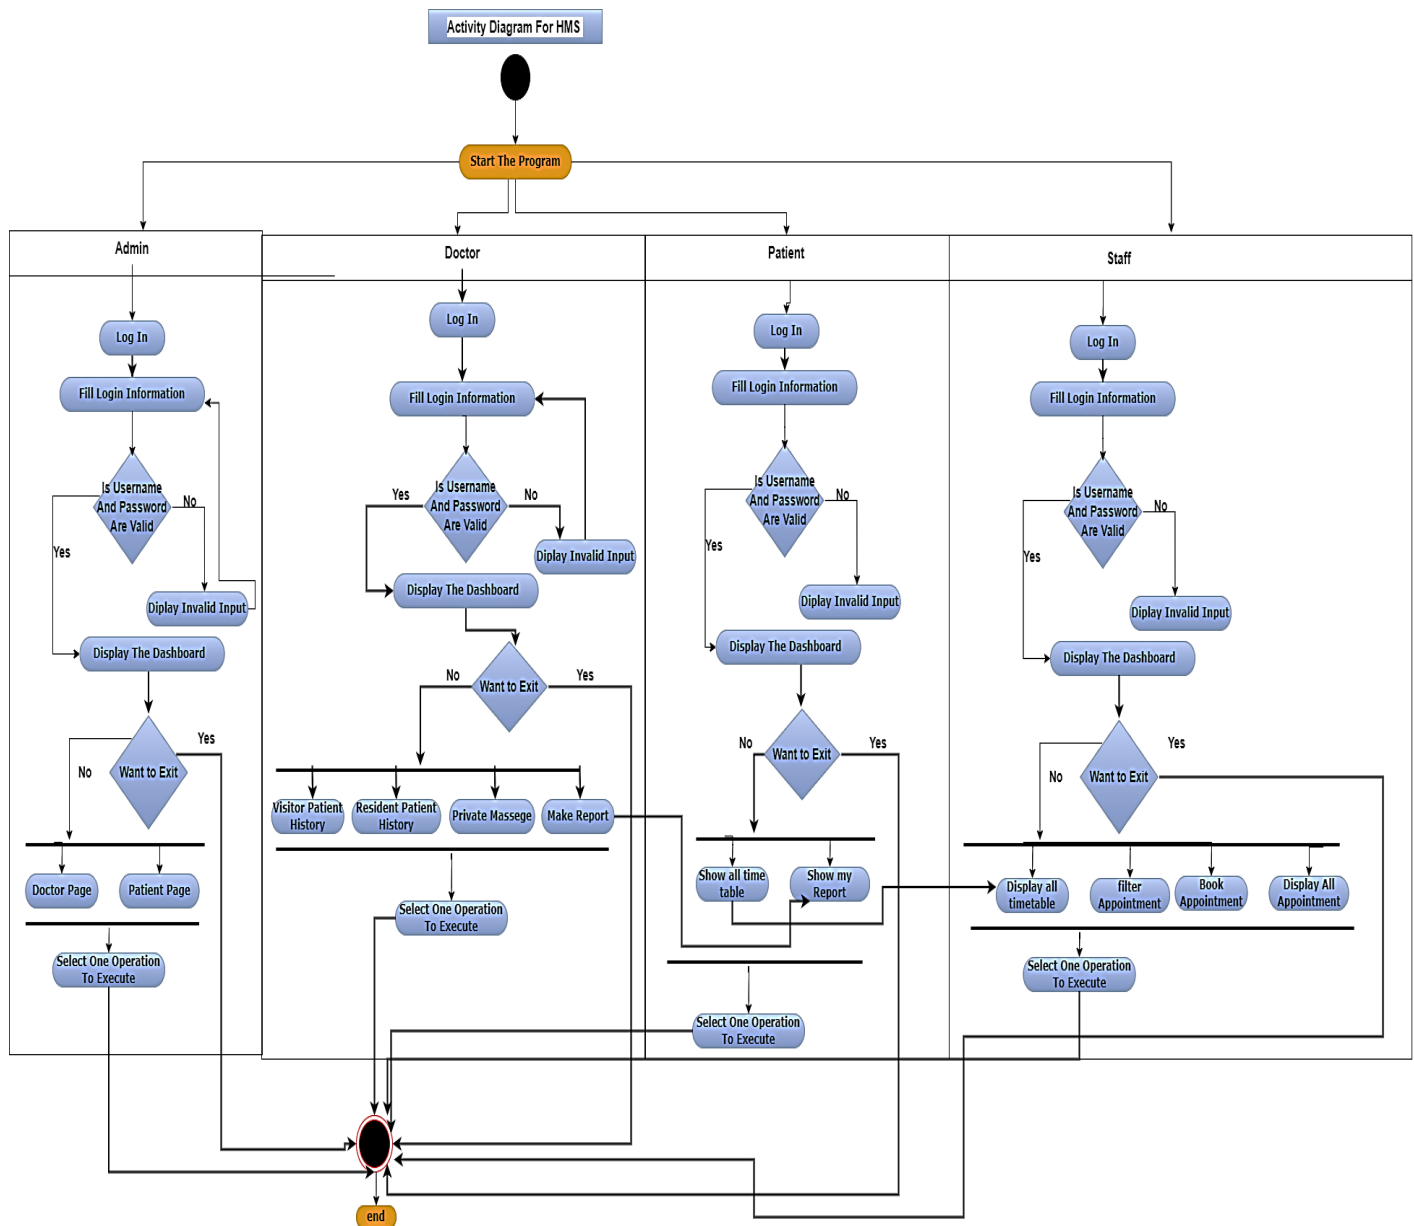 Activity Diagram For HMS
Start The Program
Admin
Log In
Fill Login Information
Is Username
And Password
Are Valid
No
Yes
Diplay Invalid Input
Display The Dashboard
Want to Exit
Yes
No
Doctor Page
Patient Page
Select One Operation
To Execute
Doctor
Log In
Fill Login Information
Is Username
And Password
Are Valid
Yes
No
Diplay Invalid Input
Display The Dashboard
Want to Exit
No
Yes
Visitor Patient
History
Resident Patient
History
Private Massege
Make Report
Select One Operation
To Execute
Patient
Log In
Fill Login Information
Is Username
And Password
Are Valid
No
Yes
Diplay Invalid Input
Display The Dashboard
Want to Exit
No
Yes
Show all time
table
Show my
Report
Select One Operation
To Execute
Staff
Log In
Fill Login Information
Is Username
And Password
Are Valid
No
Yes
Diplay Invalid Input
Display The Dashboard
Want to Exit
Yes
No
Display all
timetable
filter
Appointment
Book
Appointment
Display All
Appointment
Select One Operation
To Execute
end